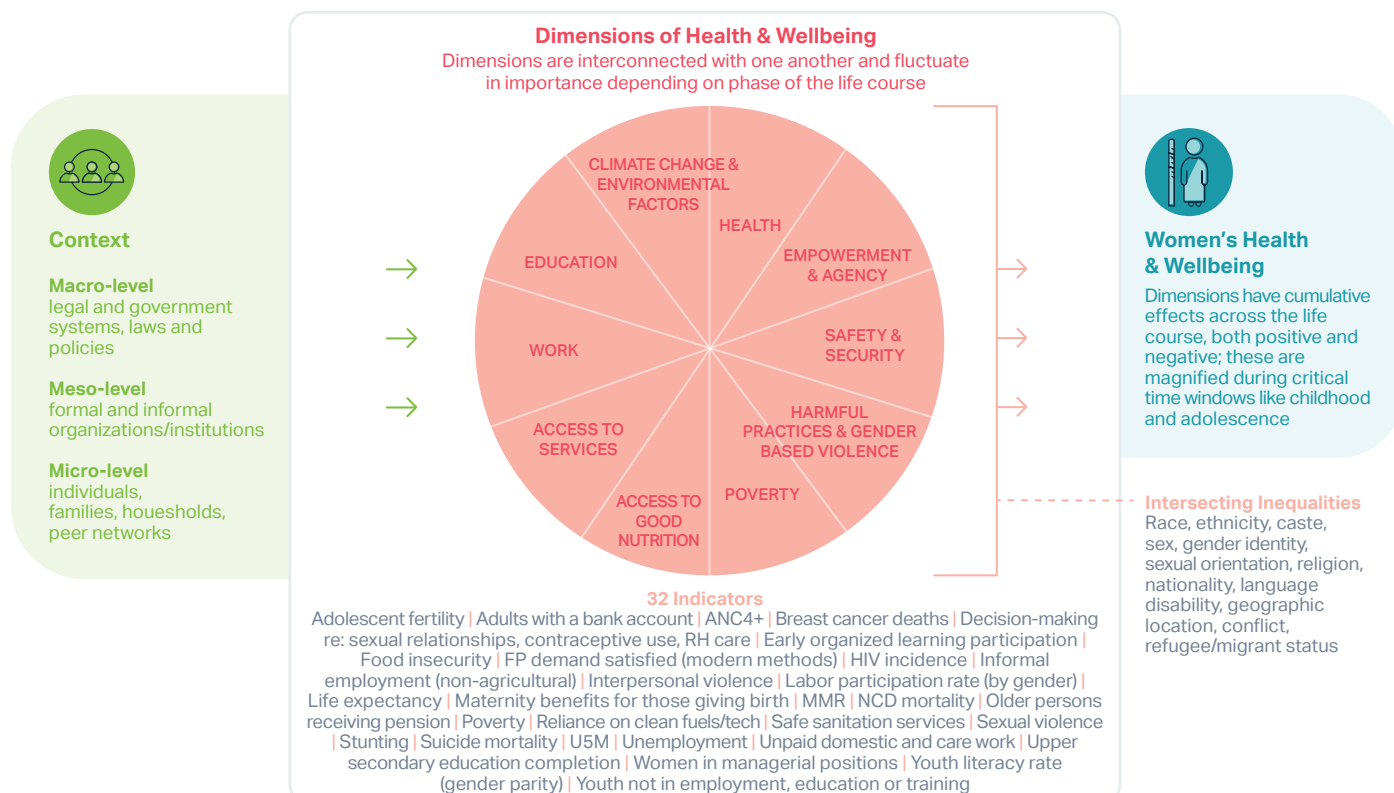 Dimensions of Health & Wellbeing
Dimensions are interconnected with one another and fluctuate
in importance depending on phase of the life course
Context
Macro-level
legal and government
systems, laws and
policies
Meso-level
formal and informal
organizations/institutions
Micro-level
individuals,
families, houesholds,
peer networks
CLIMATE CHANGE &
ENVIRONMENTAL
FACTORS
HEALTH
EMPOWERMENT
& AGENCY
EDUCATION
SAFETY &
SECURITY
WORK
HARMFUL
PRACTICES & GENDER
BASED VIOLENCE
ACCESS TO
SERVICES
POVERTY
ACCESS TO
GOOD
NUTRITION
Women's Health
& Wellbeing
Dimensions have cumulative
effects across the life
course, both positive and
negative; these are
magnified during critical
time windows like childhood
and adolescence
Intersecting Inequalities
Race, ethnicity, caste,
sex, gender identity,
sexual orientation, religion,
nationality, language
disability, geographic
location, conflict,
refugee/migrant status
32 Indicators
Adolescent fertility | Adults with a bank account | ANC4+ | Breast cancer deaths | Decision-making
re: sexual relationships, contraceptive use, RH care | Early organized learning participation |
Food insecurity | FP demand satisfied (modern methods) | HIV incidence | Informal
employment (non-agricultural) | Interpersonal violence | Labor participation rate (by gender) |
Life expectancy | Maternity benefits for those giving birth | MMR | NCD mortality | Older persons
receiving pension | Poverty | Reliance on clean fuels/tech | Safe sanitation services | Sexual violence
| Stunting | Suicide mortality | U5M | Unemployment | Unpaid domestic and care work | Upper
secondary education completion | Women in managerial positions | Youth literacy rate
(gender parity) | Youth not in employment, education or training